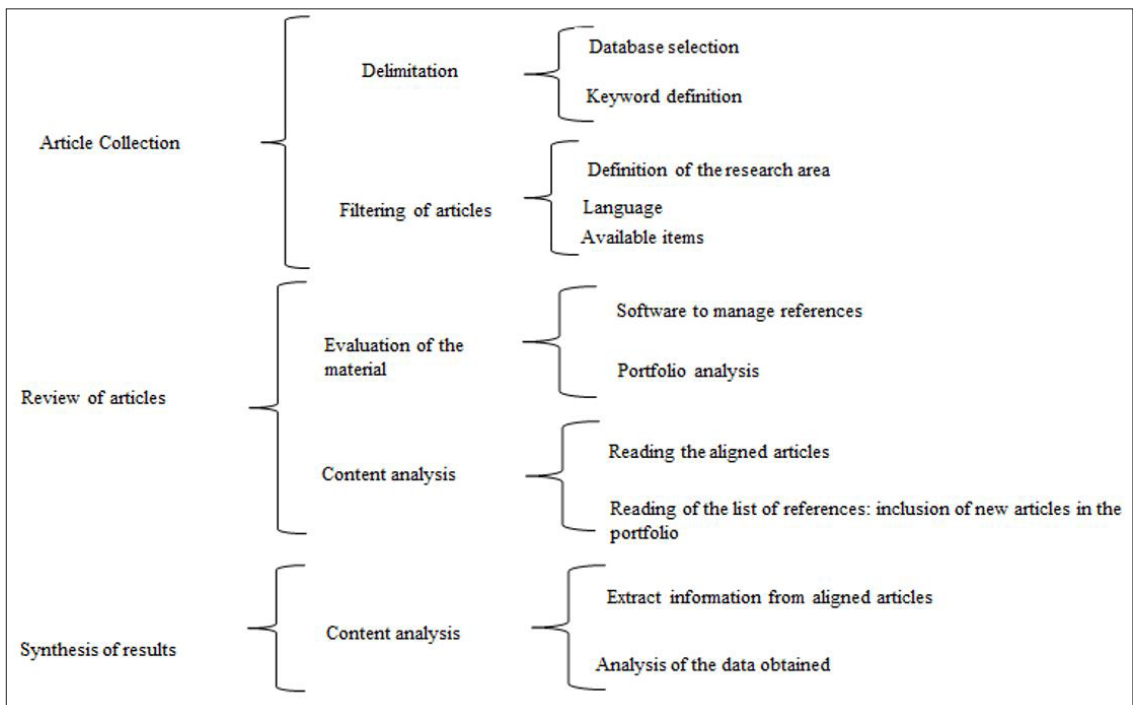 Article Collection
Delimitation
Database selection
Keyword definition
Filtering of articles
Definition of the research area
Language
Available items
Review of articles
Evaluation of the
material
Software to manage references
Portfolio analysis
Content analysis
Reading the aligned articles
Reading of the list of references: inclusion of new articles in the
portfolio
Synthesis of results
Content analysis
Extract information from aligned articles
Analysis of the data obtained